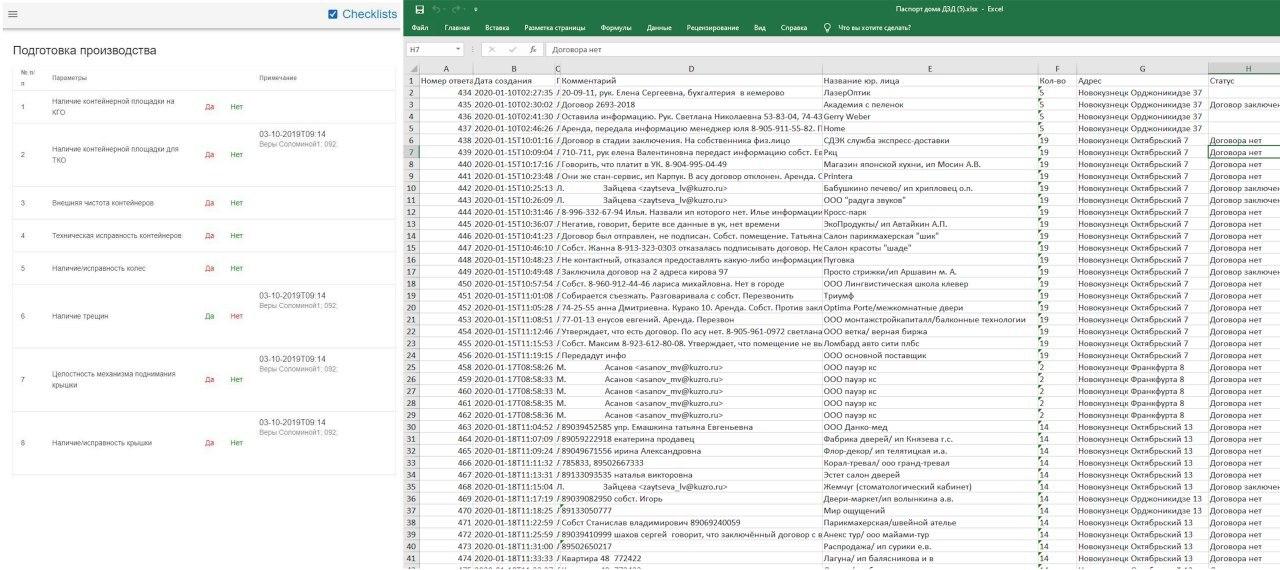 Checklists
Подготовка производства
№ п/п Параметры Примечание
1 Наличие контейнерной площадки на КГО Да Нет
2 Наличие контейнерной площадки для ТКО Да Нет 03-10-2019T09:14 Веры Соломиной1, 092,
3 Внешняя чистота контейнеров Да Нет
4 Техническая исправность контейнеров Да Нет
5 Наличие/исправность колес Да Нет
6 Наличие трещин Да Нет 03-10-2019T09:14 Веры Соломиной1, 092,
7 Целостность механизма поднимания крышки Да Нет 03-10-2019T09:14 Веры Соломиной1, 092,
8 Наличие/исправность крышки Да Нет 03-10-2019T09:14 Веры Соломиной1, 092,
Паспорт дома ДЗД (5).xlsx - Excel
Файл Главная Вставка Разметка страницы Формулы Данные Рецензирование Вид Справка Что вы хотите сделать?
H7 fx Договора нет
A B C D E F G H
1 Номер ответа Дата создания Комментарий Название юр. лица Кол-во Адрес Статус
2 434 2020-01-10T02:27:35 20-09-11, рук. Елена Сергеевна, бухгалтерия в кемерово ЛазерОптик 5 Новокузнецк Орджоникидзе 37
3 435 2020-01-10T02:30:02 Договор 2693-2018 Академия с пеленок 5 Новокузнецк Орджоникидзе 37 Договор заключен
4 436 2020-01-10T02:41:30 Оставила информацию. Рук. Светлана Николаевна 53-83-04, 74-43 Gerry Weber 5 Новокузнецк Орджоникидзе 37
5 437 2020-01-10T02:46:26 Аренда, передала информацию менеджер юля 8-905-911-55-82. Home 5 Новокузнецк Орджоникидзе 37
6 438 2020-01-15T10:01:16 Договор в стадии заключения. На собственника физ.лицо СДЭК служба экспресс-доставки 19 Новокузнецк Октябрьский 7 Договора нет
7 439 2020-01-15T10:09:04 710-711, рук елена Валентиновна передаст информацию собст. Ркц 19 Новокузнецк Октябрьский 7 Договора нет
8 440 2020-01-15T10:17:16 Говорить, что платит в УК. 8-904-995-04-49 Магазин японской кухни, ип Мосин А.В. 19 Новокузнецк Октябрьский 7 Договора нет
9 441 2020-01-15T10:23:48 Они же стан-сервис, ип Карпук. В асу договор отклонен. Аренда. Printera 19 Новокузнецк Октябрьский 7 Договора нет
10 442 2020-01-15T10:25:13 Л. Зайцева <zaytseva_lv@kuzro.ru> Бабушкино печево/ ип хрипловец о.п. 19 Новокузнецк Октябрьский 7 Договор заключен
11 443 2020-01-15T10:26:09 Л. Зайцева <zaytseva_lv@kuzro.ru> ООО "радуга звуков" 19 Новокузнецк Октябрьский 7 Договор заключен
12 444 2020-01-15T10:31:46 8-996-332-67-94 Илья. Назвали ип которого нет. Илье информации Кросс-парк 19 Новокузнецк Октябрьский 7 Договора нет
13 445 2020-01-15T10:36:07 Негатив, говорит, берите все данные в ук, нет времени ЭкоПродукты/ ип Автайкин А.П. 19 Новокузнецк Октябрьский 7 Договора нет
14 446 2020-01-15T10:41:23 Договор был отправлен, не подписан. Собст. помещение. Татьяна Салон парикмахерская "шик" 19 Новокузнецк Октябрьский 7 Договора нет
15 447 2020-01-15T10:46:10 Собст. Жанна 8-913-323-0303 отказалась подписывать договор. Салон красоты "шаде" 19 Новокузнецк Октябрьский 7 Договора нет
16 448 2020-01-15T10:48:23 Не контактный, отказался предоставлять какую-либо информацию Пуговка 19 Новокузнецк Октябрьский 7 Договора нет
17 449 2020-01-15T10:49:48 Заключила договор на 2 адреса кирова 97 Просто стрижки/ип Аршавин м. А. 19 Новокузнецк Октябрьский 7 Договор заключен
18 450 2020-01-15T10:57:54 Собст. 8-960-912-44-46 лариса михайловна. Нет в городе ООО Лингвистическая школа клевер 19 Новокузнецк Октябрьский 7 Договора нет
19 451 2020-01-15T11:01:08 Собирается съезжать. Разговаривала с собст. Перезвонить Триумф 19 Новокузнецк Октябрьский 7 Договора нет
20 452 2020-01-15T11:05:28 74-25-55 анна Дмитриевна. Курако 10. Аренда. Собст. Против Optima Porte/межкомнатные двери 19 Новокузнецк Октябрьский 7 Договора нет
21 453 2020-01-15T11:08:51 77-01-13 енусов евгений. Аренда. Перезвон ООО монтажстройкапиталл/балконные технологии 19 Новокузнецк Октябрьский 7 Договора нет
22 454 2020-01-15T11:12:46 Утверждает, что есть договор. По асу нет. 8-905-961-0972 светлана ООО ветка/ верная биржа 19 Новокузнецк Октябрьский 7 Договора нет
23 455 2020-01-15T11:15:53 Собст. Максим 8-923-612-80-08. Утверждает, что помещение не Ломбард авто сити плбс 19 Новокузнецк Октябрьский 7 Договора нет
24 456 2020-01-15T11:19:15 Передадут инфо ООО основной поставщик 19 Новокузнецк Октябрьский 7 Договора нет
25 458 2020-01-17T08:58:26 М. Асанов <asanov_mv@kuzro.ru> ООО пауэр кс 2 Новокузнецк Франкфурта 8 Договора нет
26 459 2020-01-17T08:58:33 М. Асанов <asanov_mv@kuzro.ru> ООО пауэр кс 2 Новокузнецк Франкфурта 8 Договора нет
27 460 2020-01-17T08:58:33 М. Асанов <asanov_mv@kuzro.ru> ООО пауэр кс 2 Новокузнецк Франкфурта 8 Договора нет
28 461 2020-01-17T08:58:35 М. Асанов <asanov_mv@kuzro.ru> ООО пауэр кс 2 Новокузнецк Франкфурта 8 Договора нет
29 462 2020-01-17T08:58:36 М. Асанов <asanov_mv@kuzro.ru> ООО пауэр кс 2 Новокузнецк Франкфурта 8 Договора нет
30 463 2020-01-18T11:04:52 89039452585 упр. Емашкина татьяна Евгеньевна ООО Данко-мед 14 Новокузнецк Октябрьский 13 Договора нет
31 464 2020-01-18T11:07:09 89059222918 екатерина продавец Фабрика дверей/ ип Князева г.с. 14 Новокузнецк Октябрьский 13 Договора нет
32 465 2020-01-18T11:09:24 89049671556 ирина Александровна Флор-декор/ ип телятицкая и.а. 14 Новокузнецк Октябрьский 13 Договора нет
33 466 2020-01-18T11:11:32 785833, 89502667333 Корал-тревал/ ооо гранд-тревал 14 Новокузнецк Октябрьский 13 Договора нет
34 467 2020-01-18T11:13:31 89133093535 наталья викторовна Эстет салон дверей 14 Новокузнецк Октябрьский 13 Договора нет
35 468 2020-01-18T11:15:04 Л. Зайцева <zaytseva_lv@kuzro.ru> Жемчуг (стоматологический кабинет) 14 Новокузнецк Октябрьский 13 Договор заключен
36 469 2020-01-18T11:17:19 89039082950 собст. Игорь Двери-маркет/ип волынкина а.в. 14 Новокузнецк Орджоникидзе 13 Договора нет
37 470 2020-01-18T11:18:25 89133050777 Мир ощущений 14 Новокузнецк Орджоникидзе 13 Договора нет
38 471 2020-01-18T11:22:59 Собст Станислав владимирович 89069240059 Парикмахерская/швейной ателье 14 Новокузнецк Октябрьский 13 Договора нет
39 472 2020-01-18T11:25:59 89039410999 шахов сергей говорит, что заключённый договор с Анекс тур/ ооо майами-тур 14 Новокузнецк Октябрьский 13 Договора нет
40 473 2020-01-18T11:31:00 89502650217 Распродажа/ ип сурики е.в. 14 Новокузнецк Октябрьский 13 Договора нет
41 474 2020-01-18T11:33:33 Квартира 48 772422 Лагуна/ ип балясникова и в 14 Новокузнецк Октябрьский 13 Договора нет